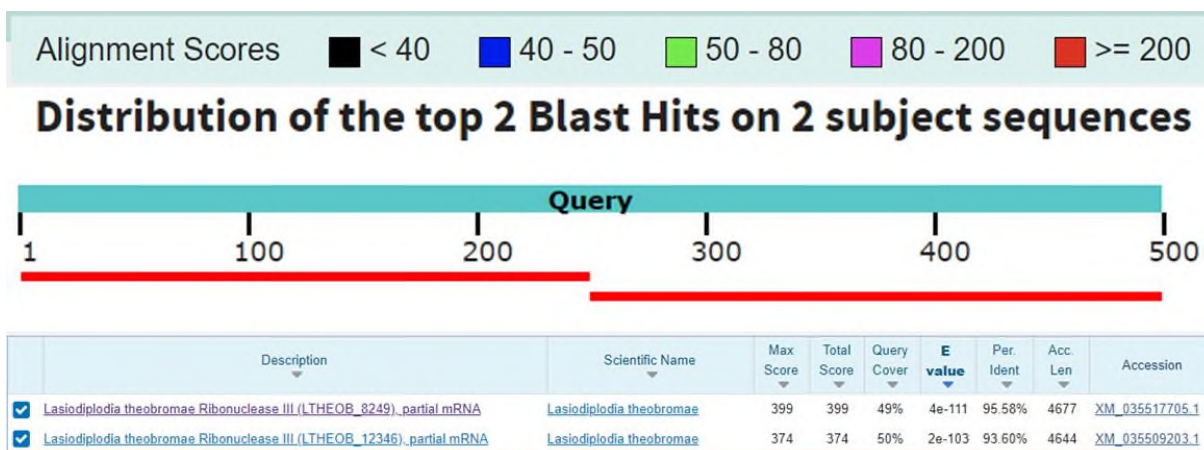 Alignment Scores < 40 40 - 50 50 - 80 80 - 200 >= 200
Distribution of the top 2 Blast Hits on 2 subject sequences
Query
1 100 200 300 400 500
Description Scientific Name Max Score Total Score Query Cover E value Per. Ident Acc. Len Accession
Lasiodiplodia theobromae Ribonuclease III (LTHEOB_8249), partial mRNA Lasiodiplodia theobromae 399 399 49% 4e-111 95.58% 4677 XM_035517705.1
Lasiodiplodia theobromae Ribonuclease III (LTHEOB_12346), partial mRNA Lasiodiplodia theobromae 374 374 50% 2e-103 93.60% 4644 XM_035509203.1